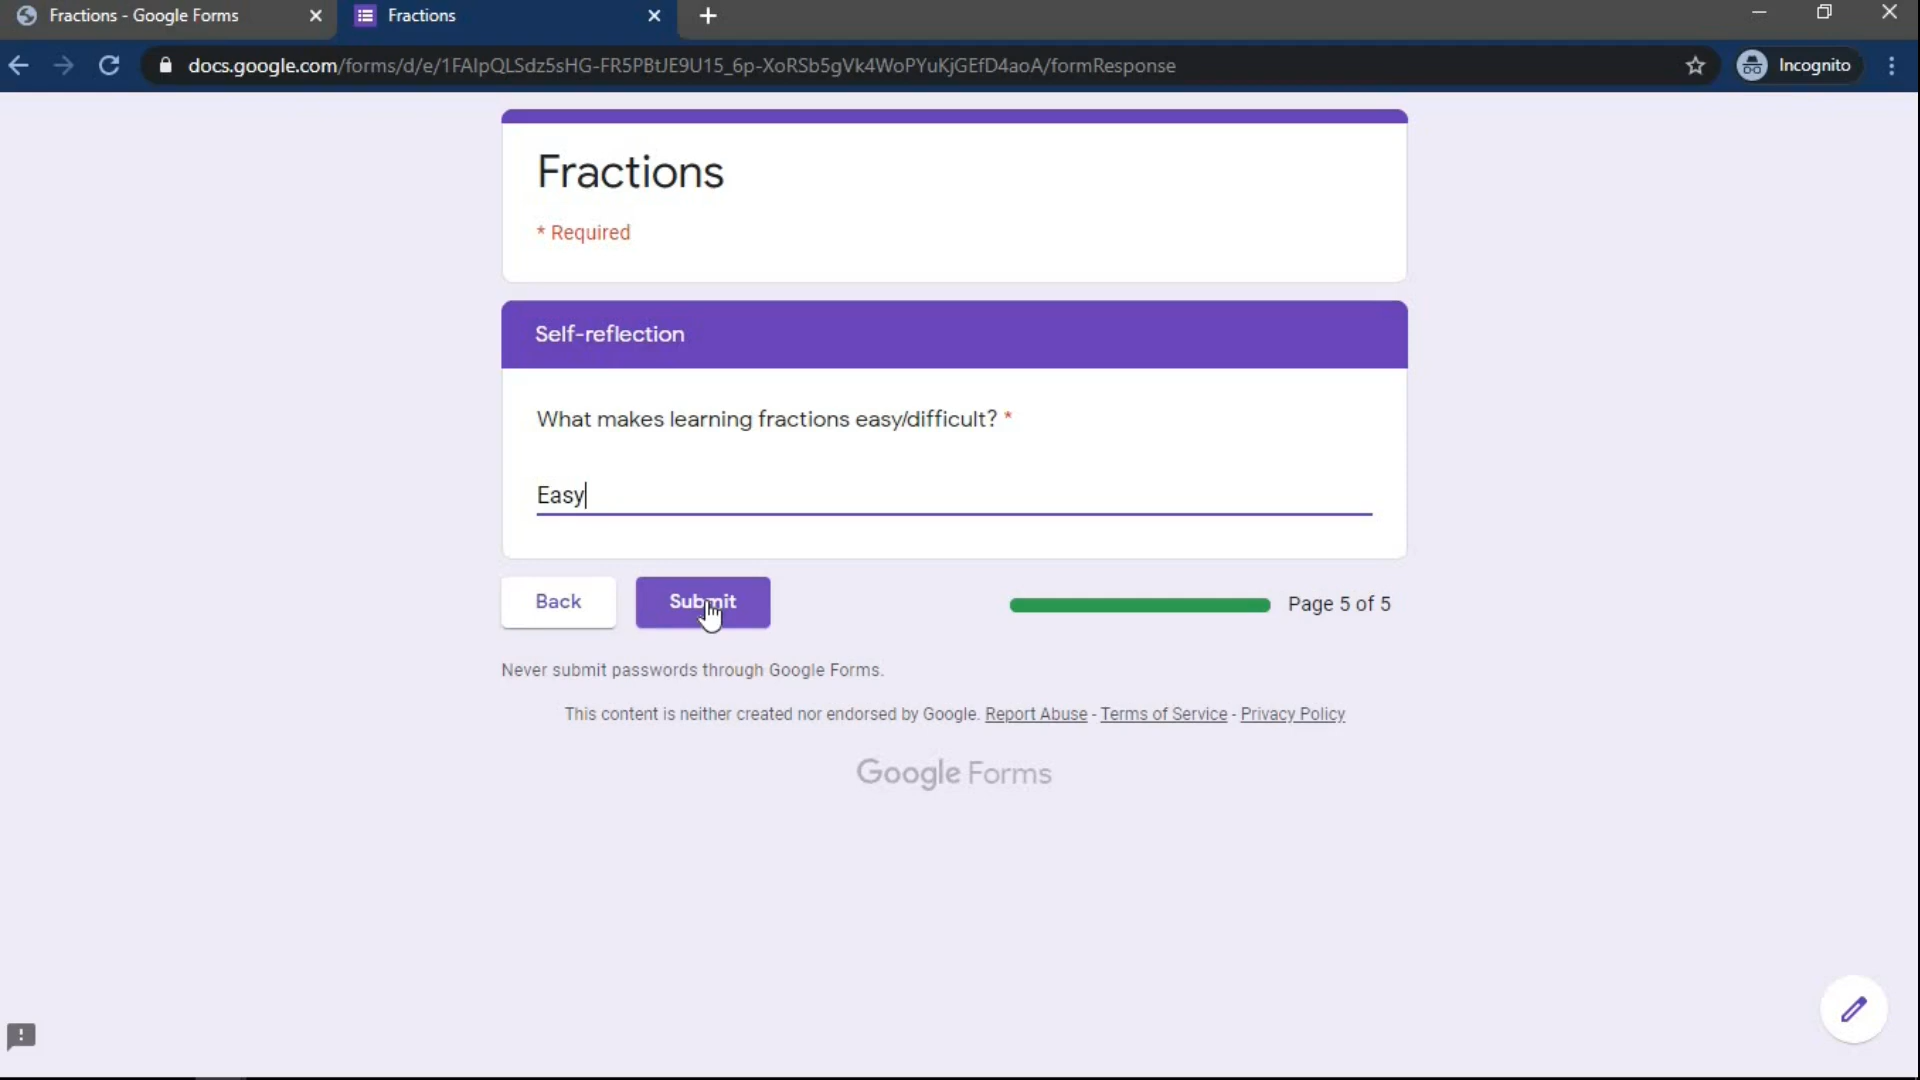 Fractions - Google Forms
Fractions
docs.google.com/forms/d/e/1FAIpQLSdz5sHG-FR5PBtJE9U15_6p-XoRSb5gVk4WoPYuKjGEfD4aoA/formResponse
Incognito
Fractions
* Required
Self-reflection
What makes learning fractions easy/difficult? *
Easy
Back
Submit
Page 5 of 5
Never submit passwords through Google Forms.
This content is neither created nor endorsed by Google. Report Abuse - Terms of Service - Privacy Policy
Google Forms